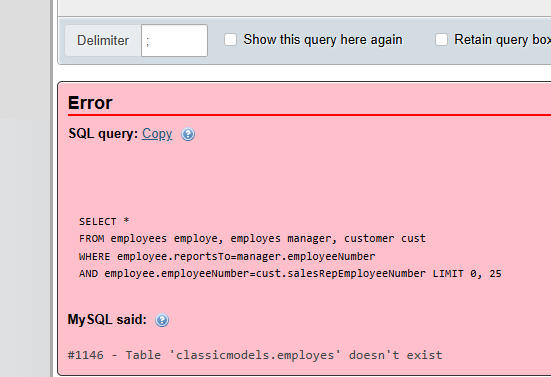 Delimiter ; Show this query here again Retain query box
Error
SQL query: Copy
SELECT *
FROM employees employe, employes manager, customer cust
WHERE employee.reportsTo=manager.employeeNumber
AND employee.employeeNumber=cust.salesRepEmployeeNumber LIMIT 0, 25
MySQL said:
#1146 - Table 'classicmodels.employes' doesn't exist